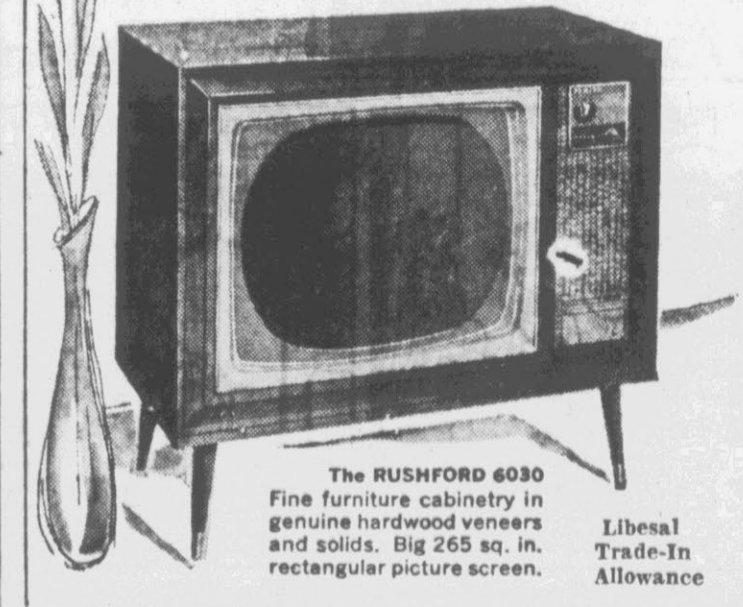 The RUSHFORD 6030
Fine furniture cabinetry in
genuine hardwood veneers
and solids. Big 265 sq. in.
rectangular picture screen.
Libesal
Trade-In
Allowance